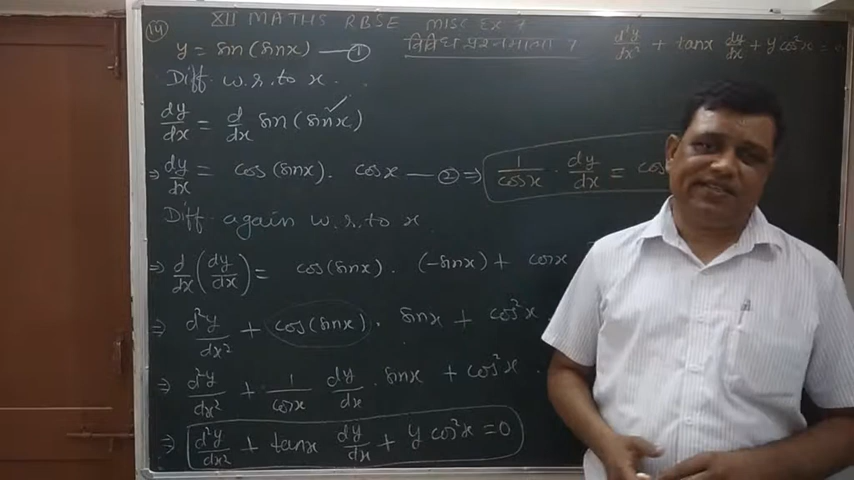 (14) XII MATHS RBSE MISC EX 7
विविध प्रश्नमाला 7
d²y/dx² + tanx dy/dx + y cos²x = 0
y = sin(sinx) — ①
Diff. w.r. to x.
dy/dx = d/dx sin(sinx) ✓
⇒ dy/dx = cos(sinx). cosx — ② ⇒ 1/cosx · dy/dx = cos
Diff. again w.r. to x
⇒ d/dx (dy/dx) = cos(sinx). (-sinx) + cosx
⇒ d²y/dx² + cos(sinx). sinx + cos²x
⇒ d²y/dx² + 1/cosx dy/dx . sinx + cos²x .
⇒ d²y/dx² + tanx dy/dx + y cos²x = 0